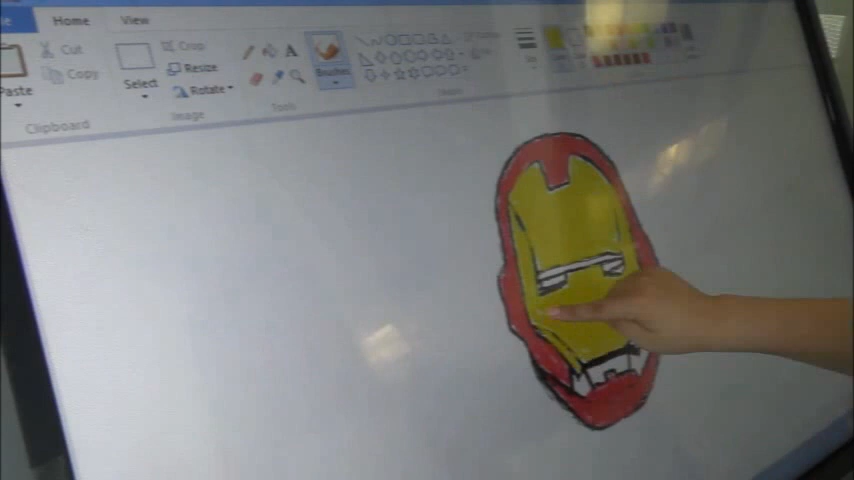 Home View
Cut
Copy
Paste
Clipboard
Select
Crop
Resize
Rotate
Image
A
Tools
Brushes